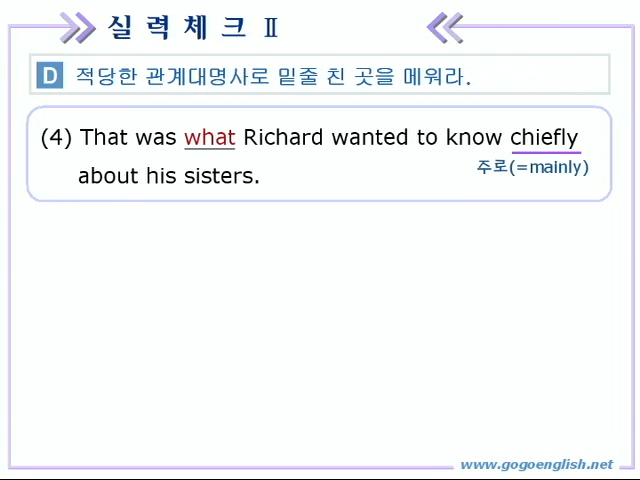 실 력 체 크 Ⅱ
D 적당한 관계대명사로 밑줄 친 곳을 메워라.
(4) That was what Richard wanted to know chiefly
주로(=mainly)
about his sisters.
www.gogoenglish.net